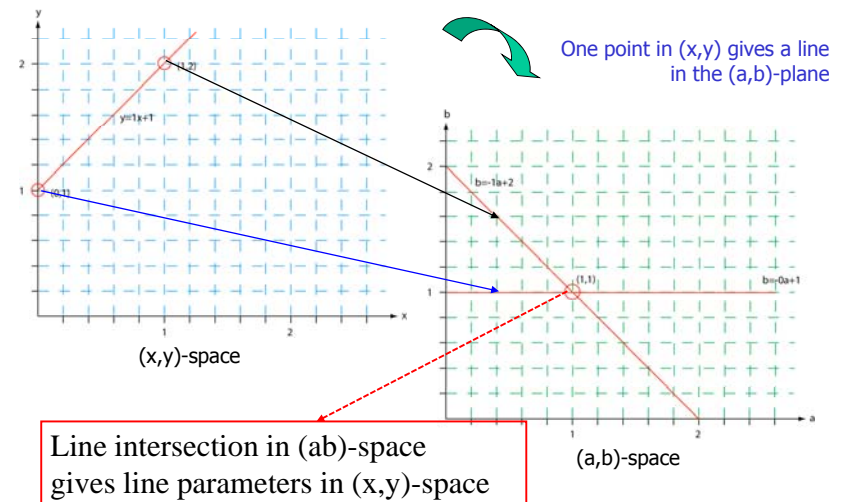 y
One point in (x,y) gives a line
in the (a,b)-plane
2
(1,2)
y=1x+1
1
(0,1)
1
2
x
(x,y)-space
b
2
b=-1a+2
(1,1)
b=-0a+1
1
1
2
a
(a,b)-space
Line intersection in (ab)-space
gives line parameters in (x,y)-space